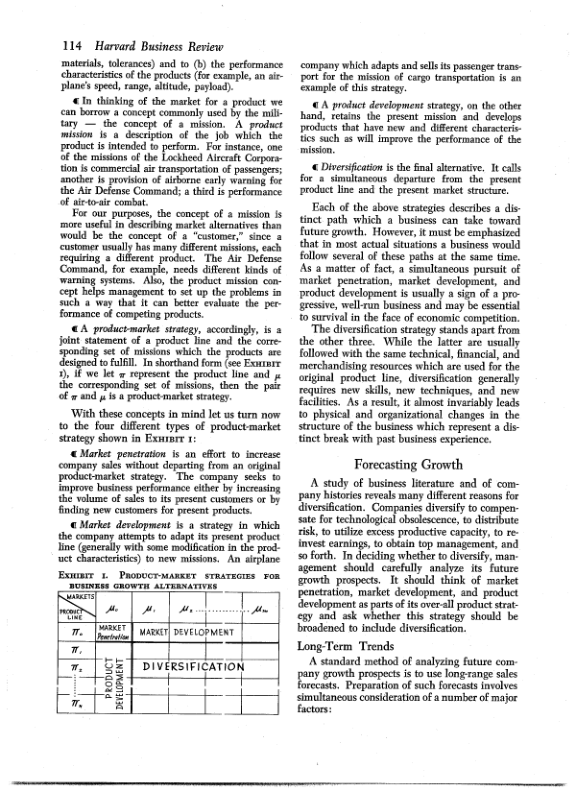 114 Harvard Business Review
materials, tolerances) and to (b) the performance
characteristics of the products (for example, an air-
plane's speed, range, altitude, payload).
¶ In thinking of the market for a product we
can borrow a concept commonly used by the mili-
tary — the concept of a mission. A product
mission is a description of the job which the
product is intended to perform. For instance, one
of the missions of the Lockheed Aircraft Corpora-
tion is commercial air transportation of passengers;
another is provision of airborne early warning for
the Air Defense Command; a third is performance
of air-to-air combat.
For our purposes, the concept of a mission is
more useful in describing market alternatives than
would be the concept of a "customer," since a
customer usually has many different missions, each
requiring a different product. The Air Defense
Command, for example, needs different kinds of
warning systems. Also, the product mission con-
cept helps management to set up the problems in
such a way that it can better evaluate the per-
formance of competing products.
¶ A product-market strategy, accordingly, is a
joint statement of a product line and the corre-
sponding set of missions which the products are
designed to fulfill. In shorthand form (see EXHIBIT
I), if we let π represent the product line and μ
the corresponding set of missions, then the pair
of π and μ is a product-market strategy.
With these concepts in mind let us turn now
to the four different types of product-market
strategy shown in EXHIBIT I:
¶ Market penetration is an effort to increase
company sales without departing from an original
product-market strategy. The company seeks to
improve business performance either by increasing
the volume of sales to its present customers or by
finding new customers for present products.
¶ Market development is a strategy in which
the company attempts to adapt its present product
line (generally with some modification in the prod-
uct characteristics) to new missions. An airplane
EXHIBIT I. PRODUCT-MARKET STRATEGIES FOR
BUSINESS GROWTH ALTERNATIVES
MARKETS
PRODUCT LINE
μ₀ μ₁ μ₂ ............ μₘ
π₀ MARKET Penetration MARKET DEVELOPMENT
π₁
π₂ PRODUCT DEVELOPMENT DIVERSIFICATION
πₙ
company which adapts and sells its passenger trans-
port for the mission of cargo transportation is an
example of this strategy.
¶ A product development strategy, on the other
hand, retains the present mission and develops
products that have new and different characteris-
tics such as will improve the performance of the
mission.
¶ Diversification is the final alternative. It calls
for a simultaneous departure from the present
product line and the present market structure.
Each of the above strategies describes a dis-
tinct path which a business can take toward
future growth. However, it must be emphasized
that in most actual situations a business would
follow several of these paths at the same time.
As a matter of fact, a simultaneous pursuit of
market penetration, market development, and
product development is usually a sign of a pro-
gressive, well-run business and may be essential
to survival in the face of economic competition.
The diversification strategy stands apart from
the other three. While the latter are usually
followed with the same technical, financial, and
merchandising resources which are used for the
original product line, diversification generally
requires new skills, new techniques, and new
facilities. As a result, it almost invariably leads
to physical and organizational changes in the
structure of the business which represent a dis-
tinct break with past business experience.
Forecasting Growth
A study of business literature and of com-
pany histories reveals many different reasons for
diversification. Companies diversify to compen-
sate for technological obsolescence, to distribute
risk, to utilize excess productive capacity, to re-
invest earnings, to obtain top management, and
so forth. In deciding whether to diversify, man-
agement should carefully analyze its future
growth prospects. It should think of market
penetration, market development, and product
development as parts of its over-all product strat-
egy and ask whether this strategy should be
broadened to include diversification.
Long-Term Trends
A standard method of analyzing future com-
pany growth prospects is to use long-range sales
forecasts. Preparation of such forecasts involves
simultaneous consideration of a number of major
factors: